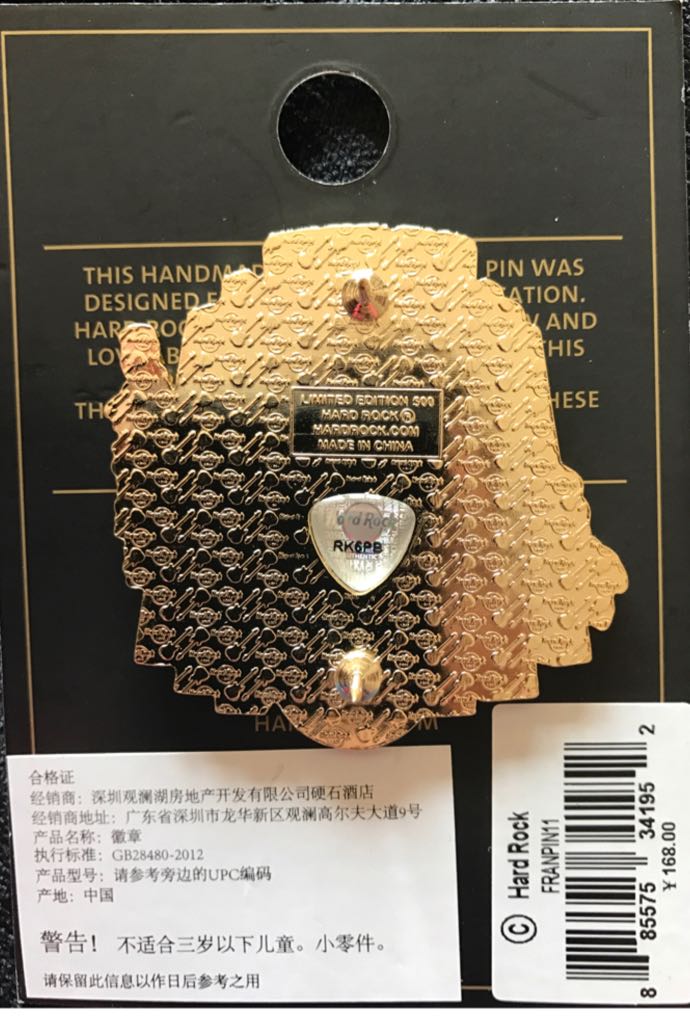 THIS HANDMA PIN WAS
DESIGNED ATION.
HARD ROC AND
LOV THIS
TH HESE
LIMITED EDITION 500
HARD ROCK ®
HARDROCK.COM
MADE IN CHINA
Hard Rock
RK6PB
合格证
经销商：深圳观澜湖房地产开发有限公司硬石酒店
经销商地址：广东省深圳市龙华新区观澜高尔夫大道9号
产品名称：徽章
执行标准：GB28480-2012
产品型号：请参考旁边的UPC编码
产地：中国
警告！ 不适合三岁以下儿童。小零件。
请保留此信息以作日后参考之用
© Hard Rock
FRANPIN11
8 85575 34195 2
￥168.00